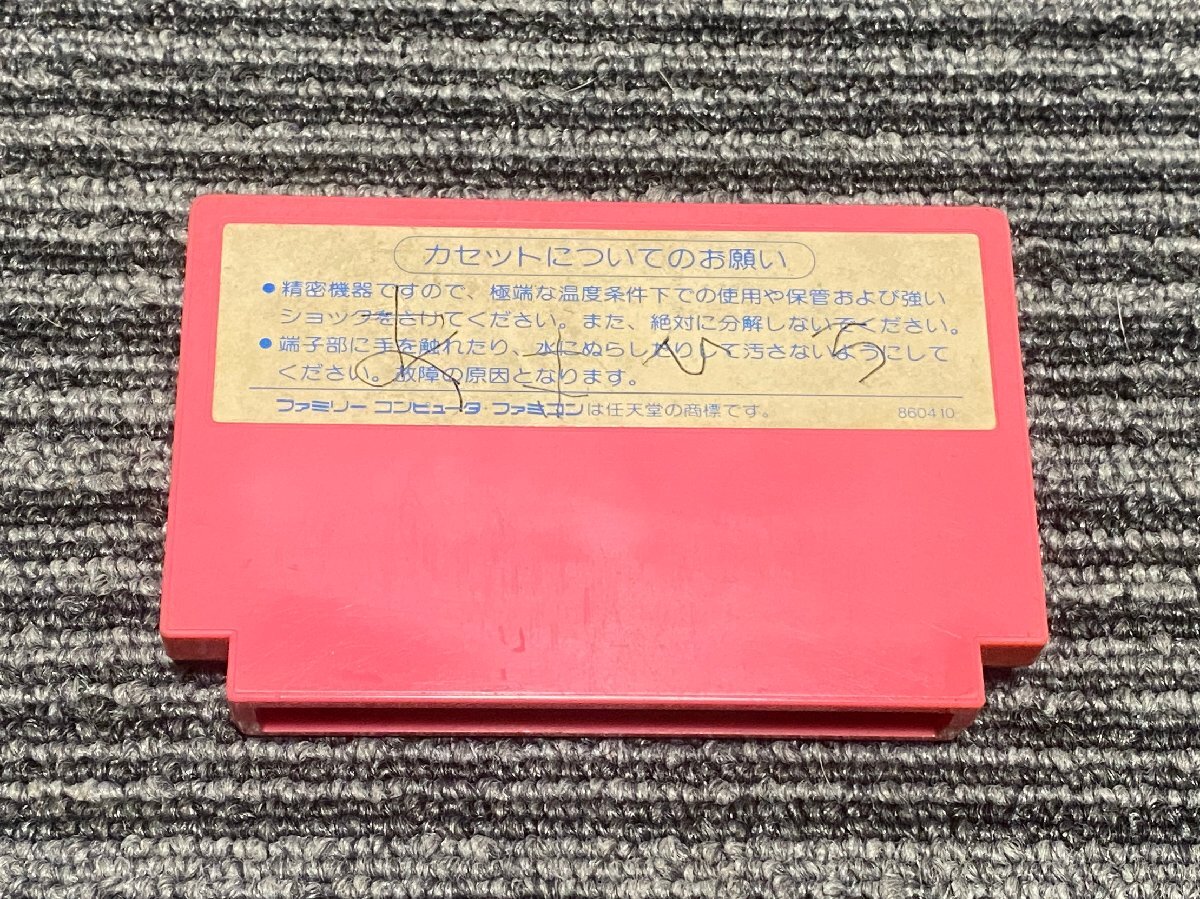 カセットについてのお願い
●精密機器ですので、極端な温度条件下での使用や保管および強い
ショックをさけてください。また、絶対に分解しないでください。
●端子部に手を触れたり、水にぬらしたりして汚さないようにして
ください。故障の原因となります。
ファミリー コンピュータ ファミコンは任天堂の商標です。
860410